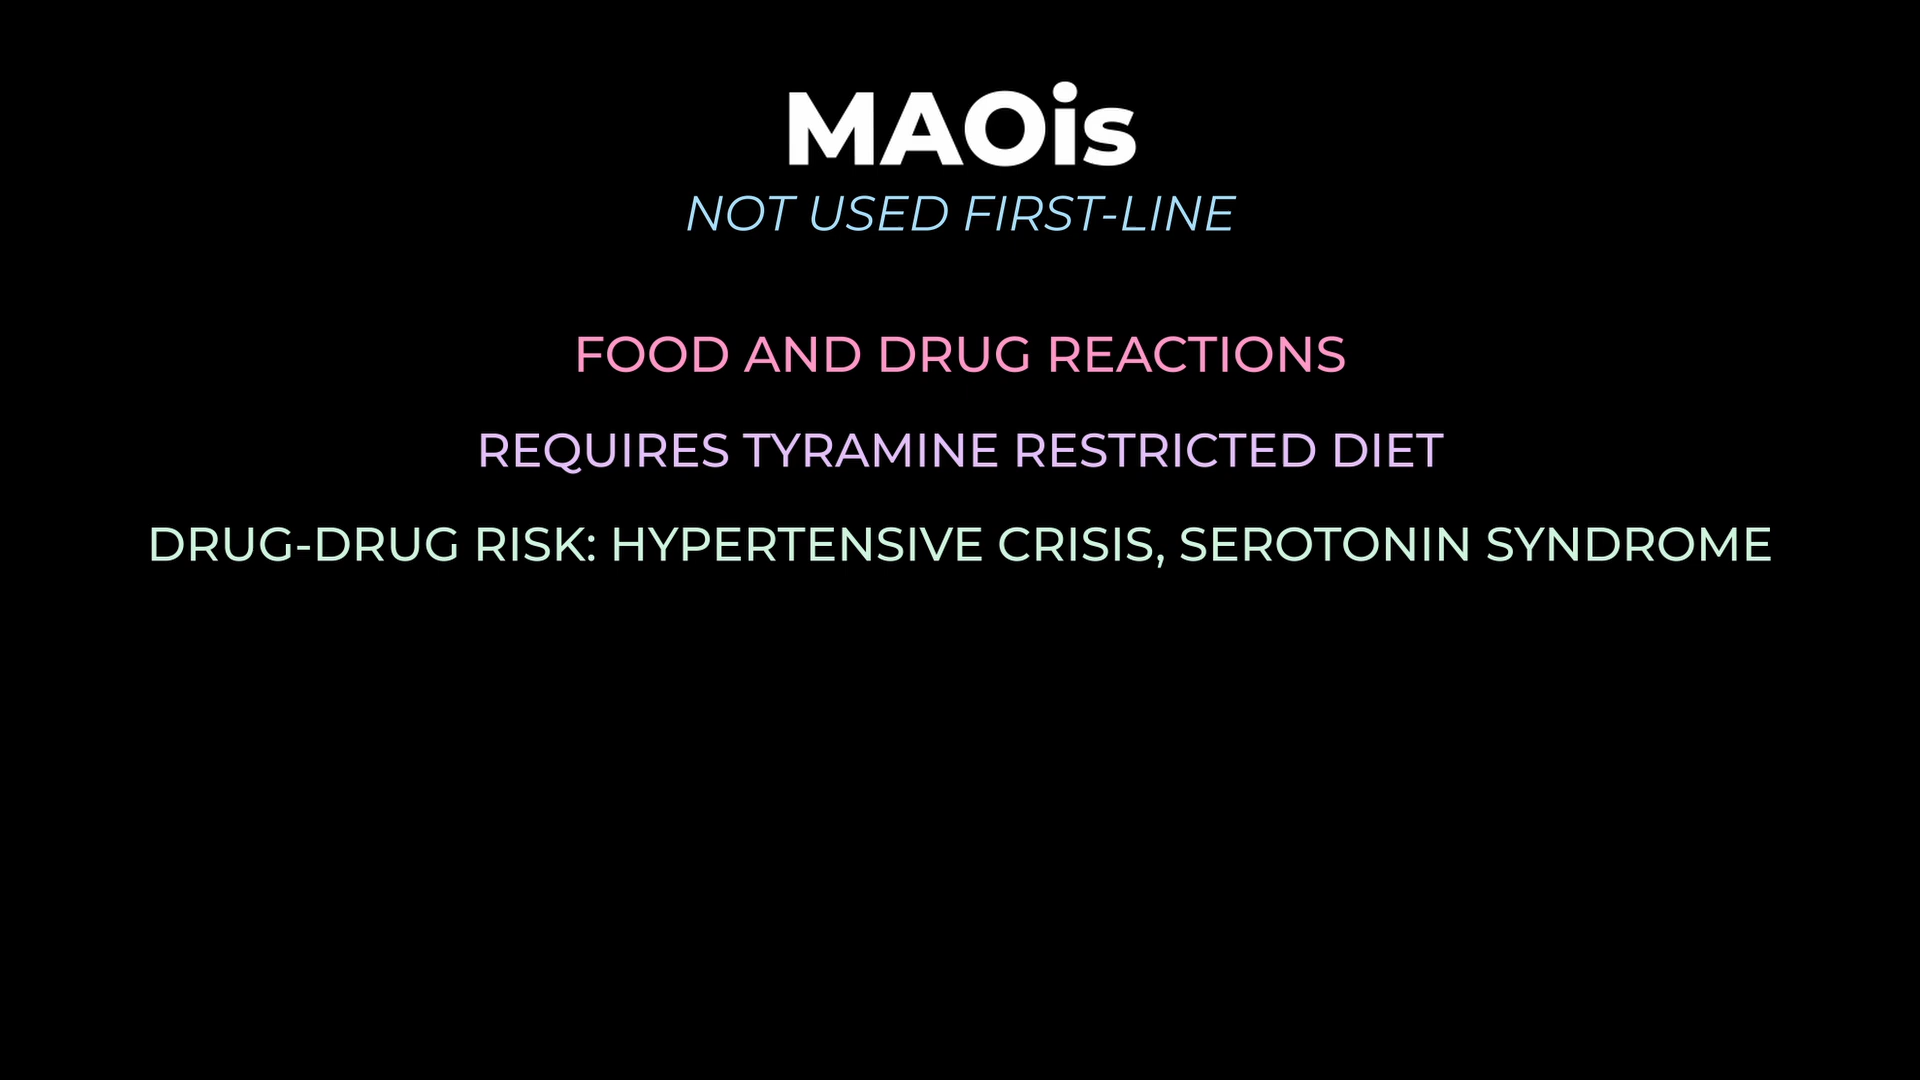 MAOis
NOT USED FIRST-LINE
FOOD AND DRUG REACTIONS
REQUIRES TYRAMINE RESTRICTED DIET
DRUG-DRUG RISK: HYPERTENSIVE CRISIS, SEROTONIN SYNDROME